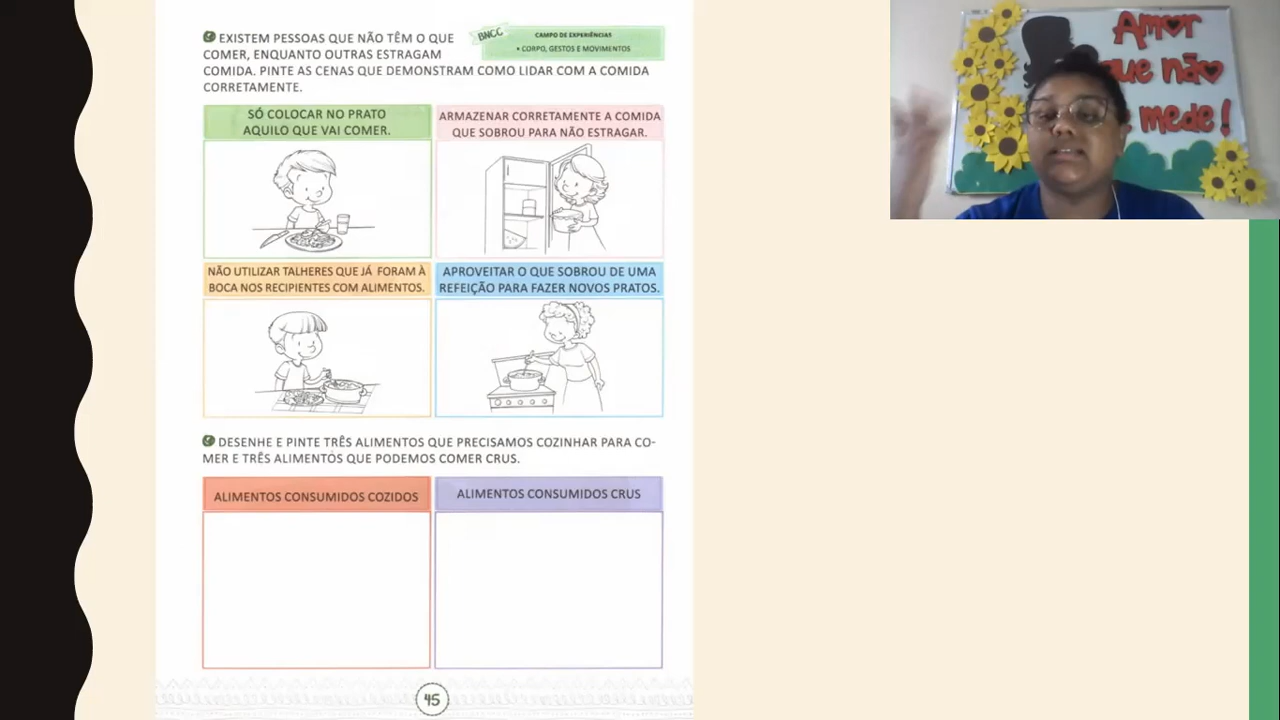 EXISTEM PESSOAS QUE NÃO TÊM O QUE
COMER, ENQUANTO OUTRAS ESTRAGAM
COMIDA. PINTE AS CENAS QUE DEMONSTRAM COMO LIDAR COM A COMIDA
CORRETAMENTE.
BNCC
CAMPO DE EXPERIÊNCIAS
• CORPO, GESTOS E MOVIMENTOS
SÓ COLOCAR NO PRATO
AQUILO QUE VAI COMER.
ARMAZENAR CORRETAMENTE A COMIDA
QUE SOBROU PARA NÃO ESTRAGAR.
NÃO UTILIZAR TALHERES QUE JÁ FORAM À
BOCA NOS RECIPIENTES COM ALIMENTOS.
APROVEITAR O QUE SOBROU DE UMA
REFEIÇÃO PARA FAZER NOVOS PRATOS.
DESENHE E PINTE TRÊS ALIMENTOS QUE PRECISAMOS COZINHAR PARA CO-
MER E TRÊS ALIMENTOS QUE PODEMOS COMER CRUS.
ALIMENTOS CONSUMIDOS COZIDOS
ALIMENTOS CONSUMIDOS CRUS
45
Amor
que não
mede!